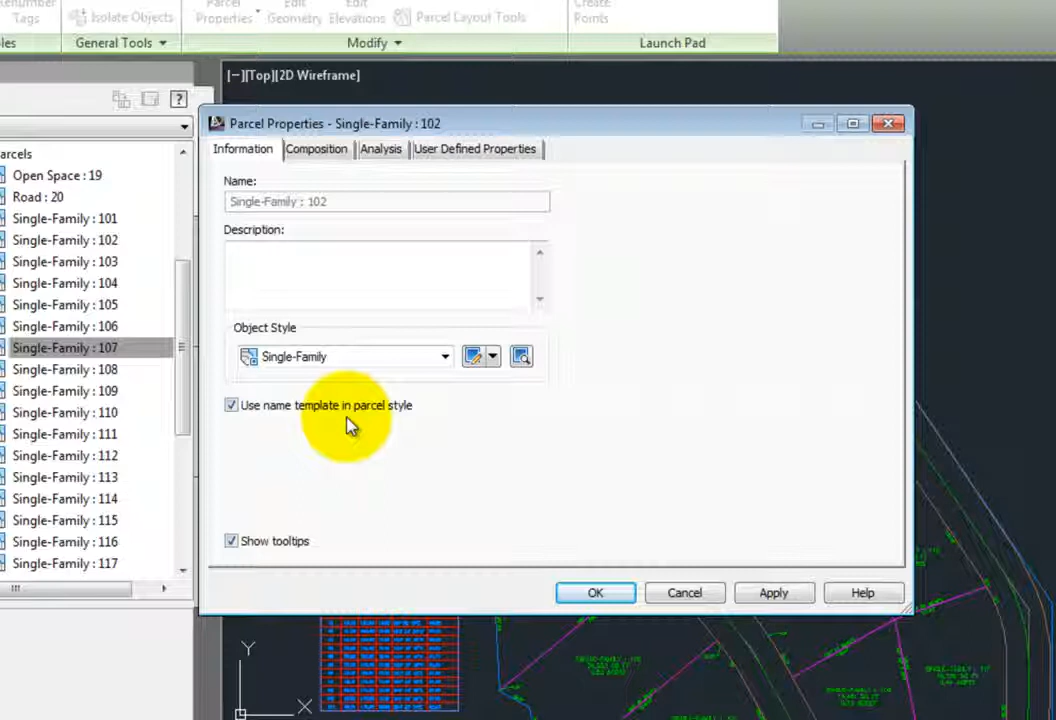 Tags
Isolate Objects
Parcel
Properties
Edit
Geometry
Edit
Elevations
Parcel Layout Tools
Create
Points
General Tools
Modify
Launch Pad
[−][Top][2D Wireframe]
?
Parcel Properties - Single-Family : 102
Information
Composition
Analysis
User Defined Properties
Open Space : 19
Road : 20
Single-Family : 101
Single-Family : 102
Single-Family : 103
Single-Family : 104
Single-Family : 105
Single-Family : 106
Single-Family : 107
Single-Family : 108
Single-Family : 109
Single-Family : 110
Single-Family : 111
Single-Family : 112
Single-Family : 113
Single-Family : 114
Single-Family : 115
Single-Family : 116
Single-Family : 117
Name:
Single-Family : 102
Description:
Object Style
Single-Family
Use name template in parcel style
Show tooltips
OK
Cancel
Apply
Help
Y
X